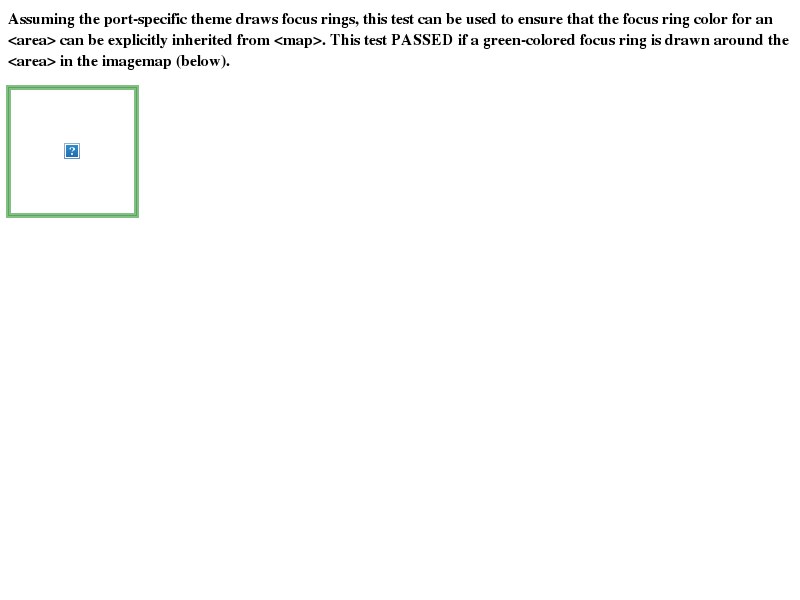 Assuming the port-specific theme draws focus rings, this test can be used to ensure that the focus ring color for an
<area> can be explicitly inherited from <map>. This test PASSED if a green-colored focus ring is drawn around the
<area> in the imagemap (below).
?